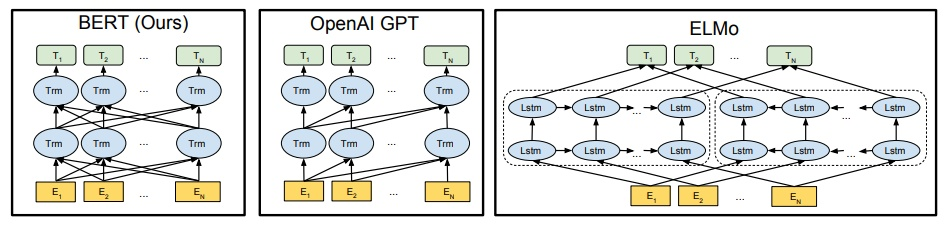 BERT (Ours)
T1 T2 ... TN
Trm Trm ... Trm
Trm Trm ... Trm
E1 E2 ... EN
OpenAI GPT
T1 T2 ... TN
Trm Trm ... Trm
Trm Trm ... Trm
E1 E2 ... EN
ELMo
T1 T2 ... TN
Lstm Lstm ... Lstm Lstm Lstm ... Lstm
Lstm Lstm ... Lstm Lstm Lstm ... Lstm
E1 E2 ... EN